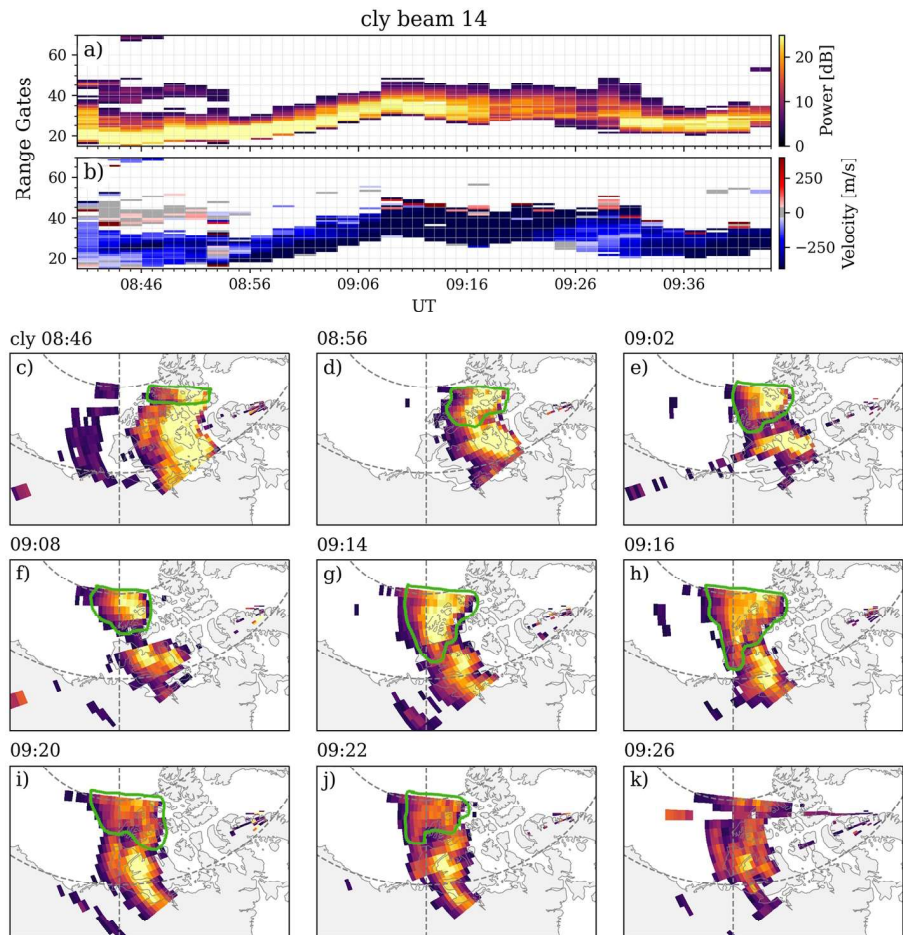 cly beam 14
a)
60
40
20
Range Gates
20
10
0
Power [dB]
b)
60
40
20
250
0
−250
Velocity [m/s]
08:46
08:56
09:06
09:16
09:26
09:36
UT
cly 08:46
08:56
09:02
c)
d)
e)
09:08
09:14
09:16
f)
g)
h)
09:20
09:22
09:26
i)
j)
k)